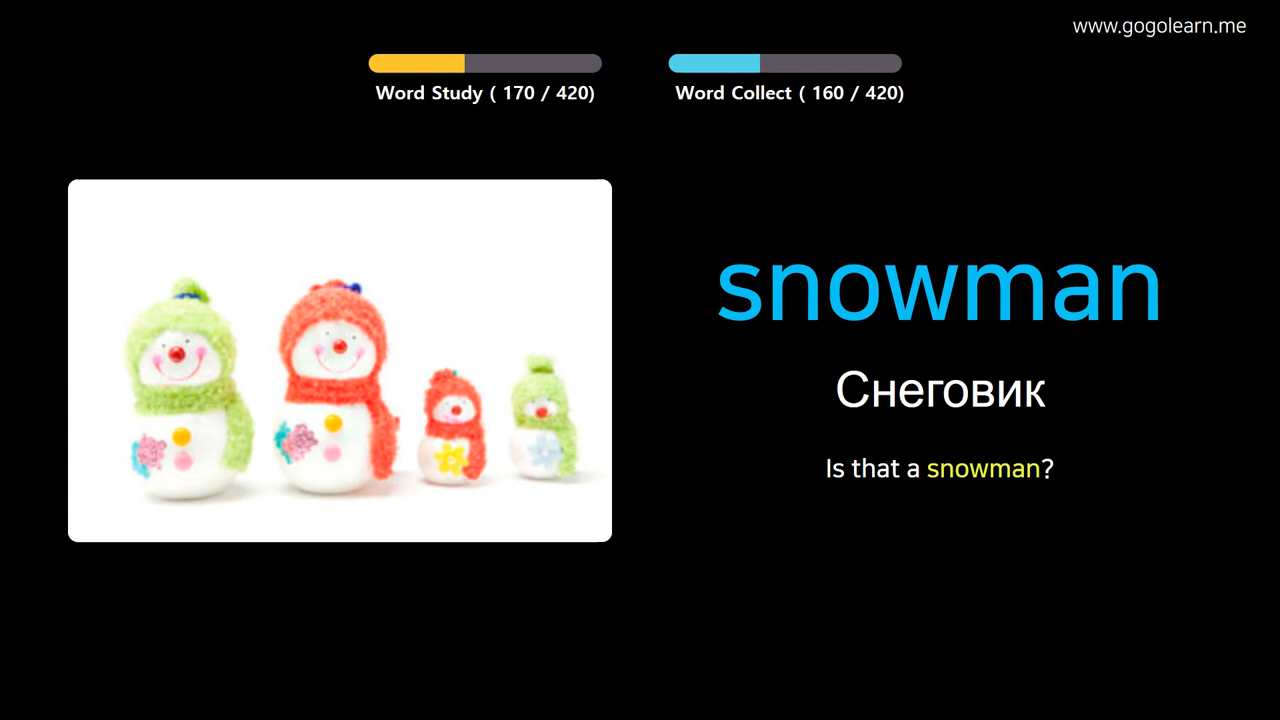 www.gogolearn.me
Word Study ( 170 / 420)
Word Collect ( 160 / 420)
snowman
Снеговик
Is that a snowman?